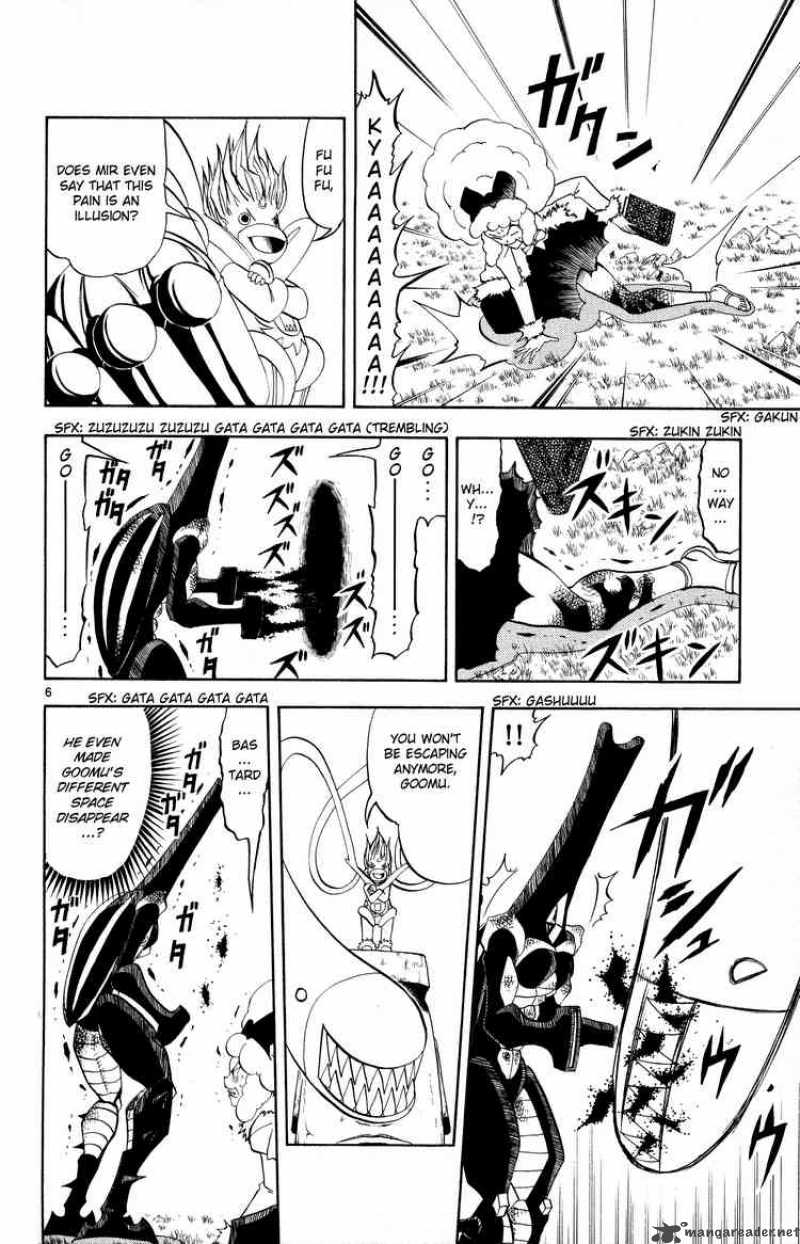 ガクン
KYAAAAAAAAAA!!!
SFX: GAKUN
FU
FU
FU,
DOES MIR EVEN
SAY THAT THIS
PAIN IS AN
ILLUSION?
SFX: ZUKIN ZUKIN
NO
...
WAY...
WH...
Y...
!?
ズキン
ズキン
SFX: ZUZUZUZU ZUZUZU GATA GATA GATA GATA (TREMBLING)
GO...
GO——...
GO——...
ズズズズ
ズズズ
ガタ
ガタ
ガタ
ガタ
6
SFX: GASHUUUU
!!
ガシュウウ
YOU WON'T
BE ESCAPING
ANYMORE,
GOOMU.
SFX: GATA GATA GATA GATA
BAS
...
TARD...
HE EVEN
MADE
GOOMU'S
DIFFERENT
SPACE
DISAPPEAR
...?
ガタ
ガタ
ガタ
ガタ
mangareader.net